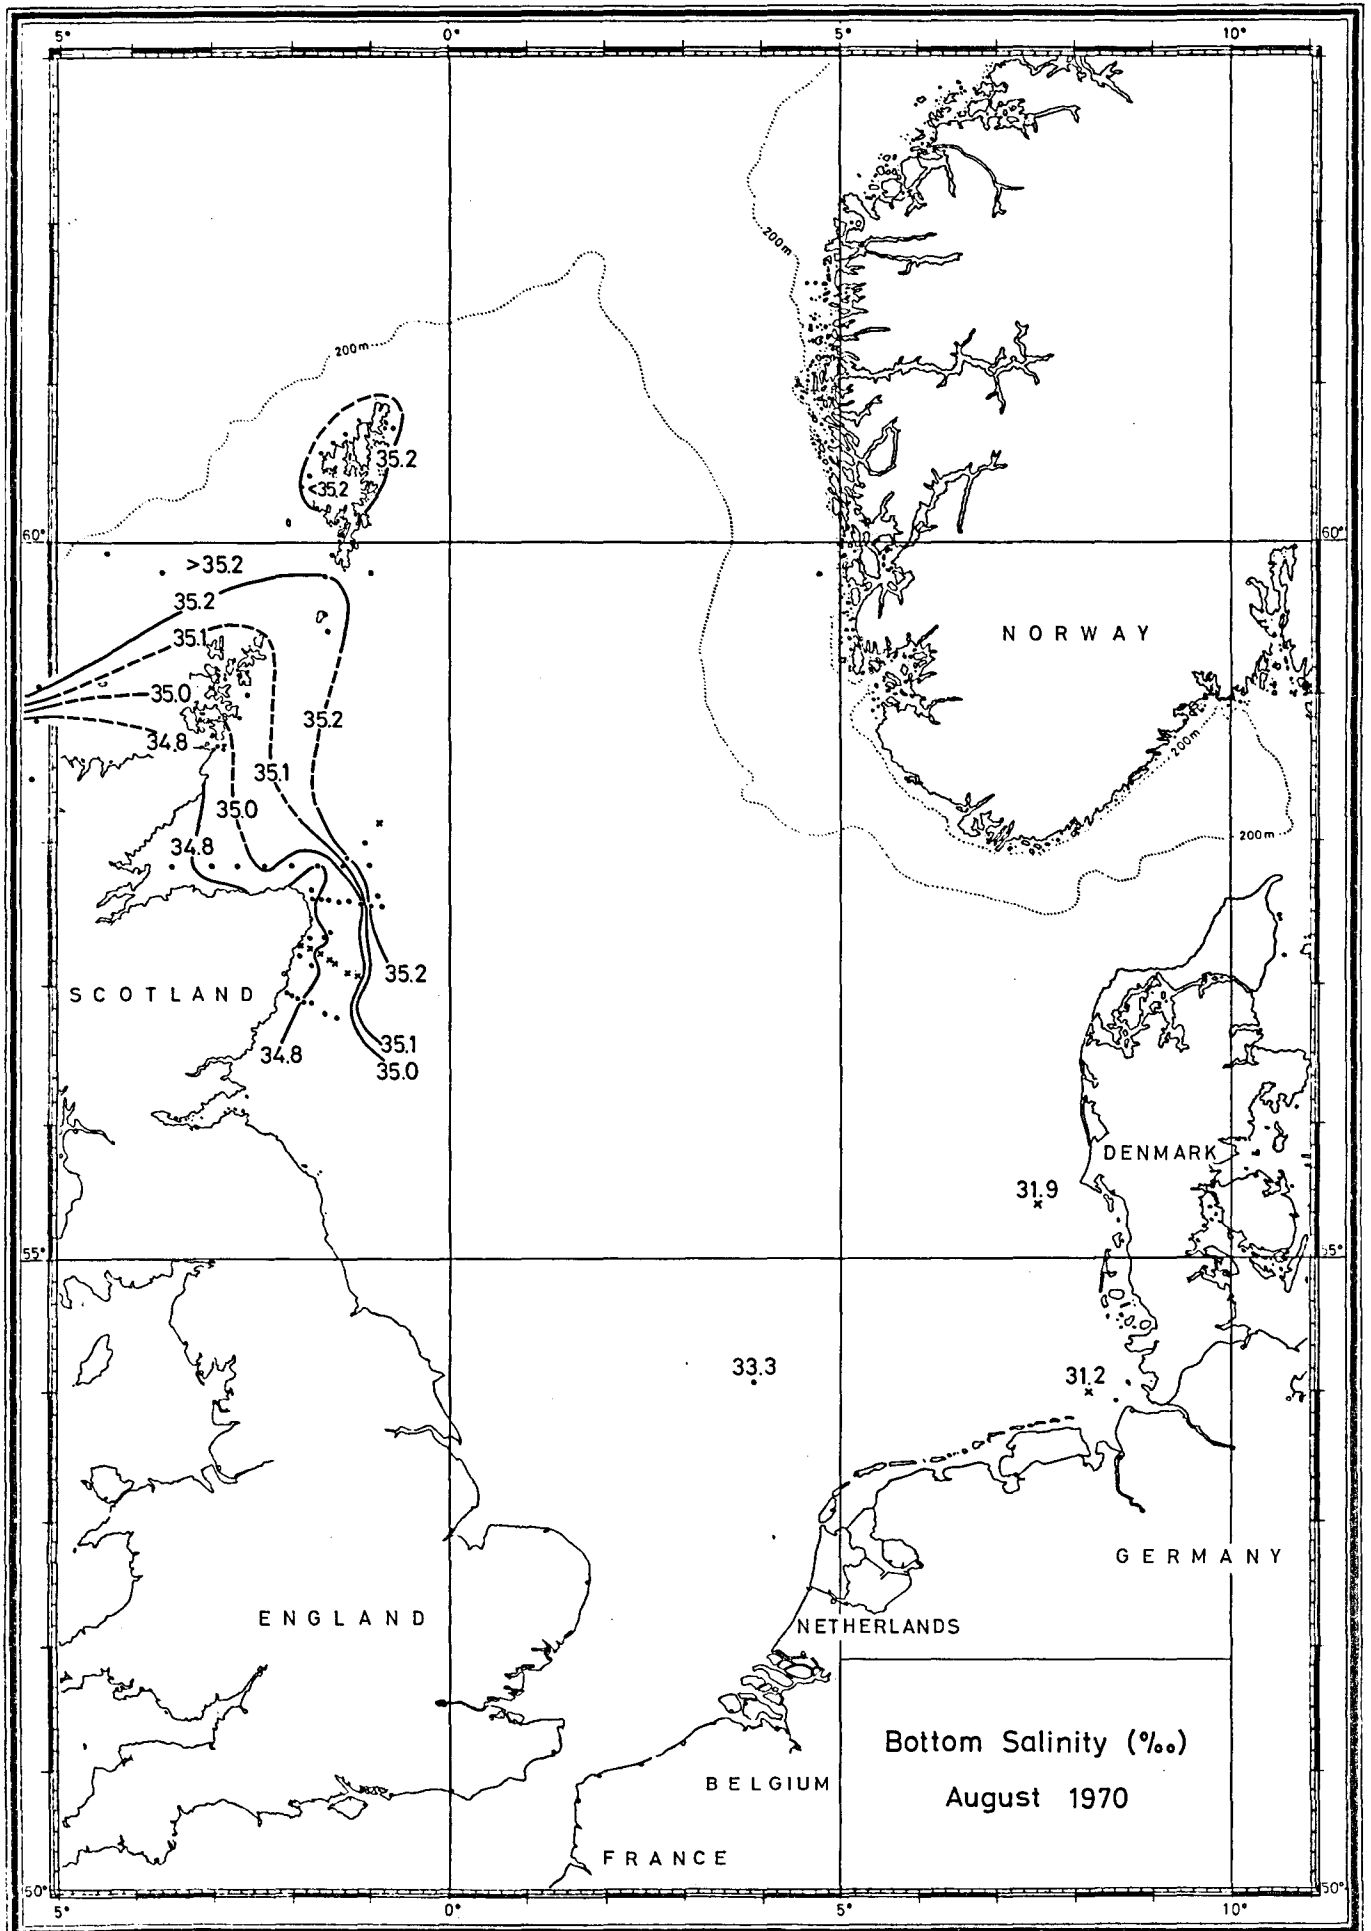 5° 0° 5° 10°
200m
200m
35.2
<35.2
60° 60°
>35.2
35.2
35.1
NORWAY
35.0
35.2
34.8
200m
35.1
35.0
200m
34.8
35.2
SCOTLAND
35.1
34.8
35.0
DENMARK
31.9
55° 55°
33.3
31.2
GERMANY
ENGLAND
NETHERLANDS
Bottom Salinity (‰)
BELGIUM
August 1970
FRANCE
50° 50°
5° 0° 5° 10°